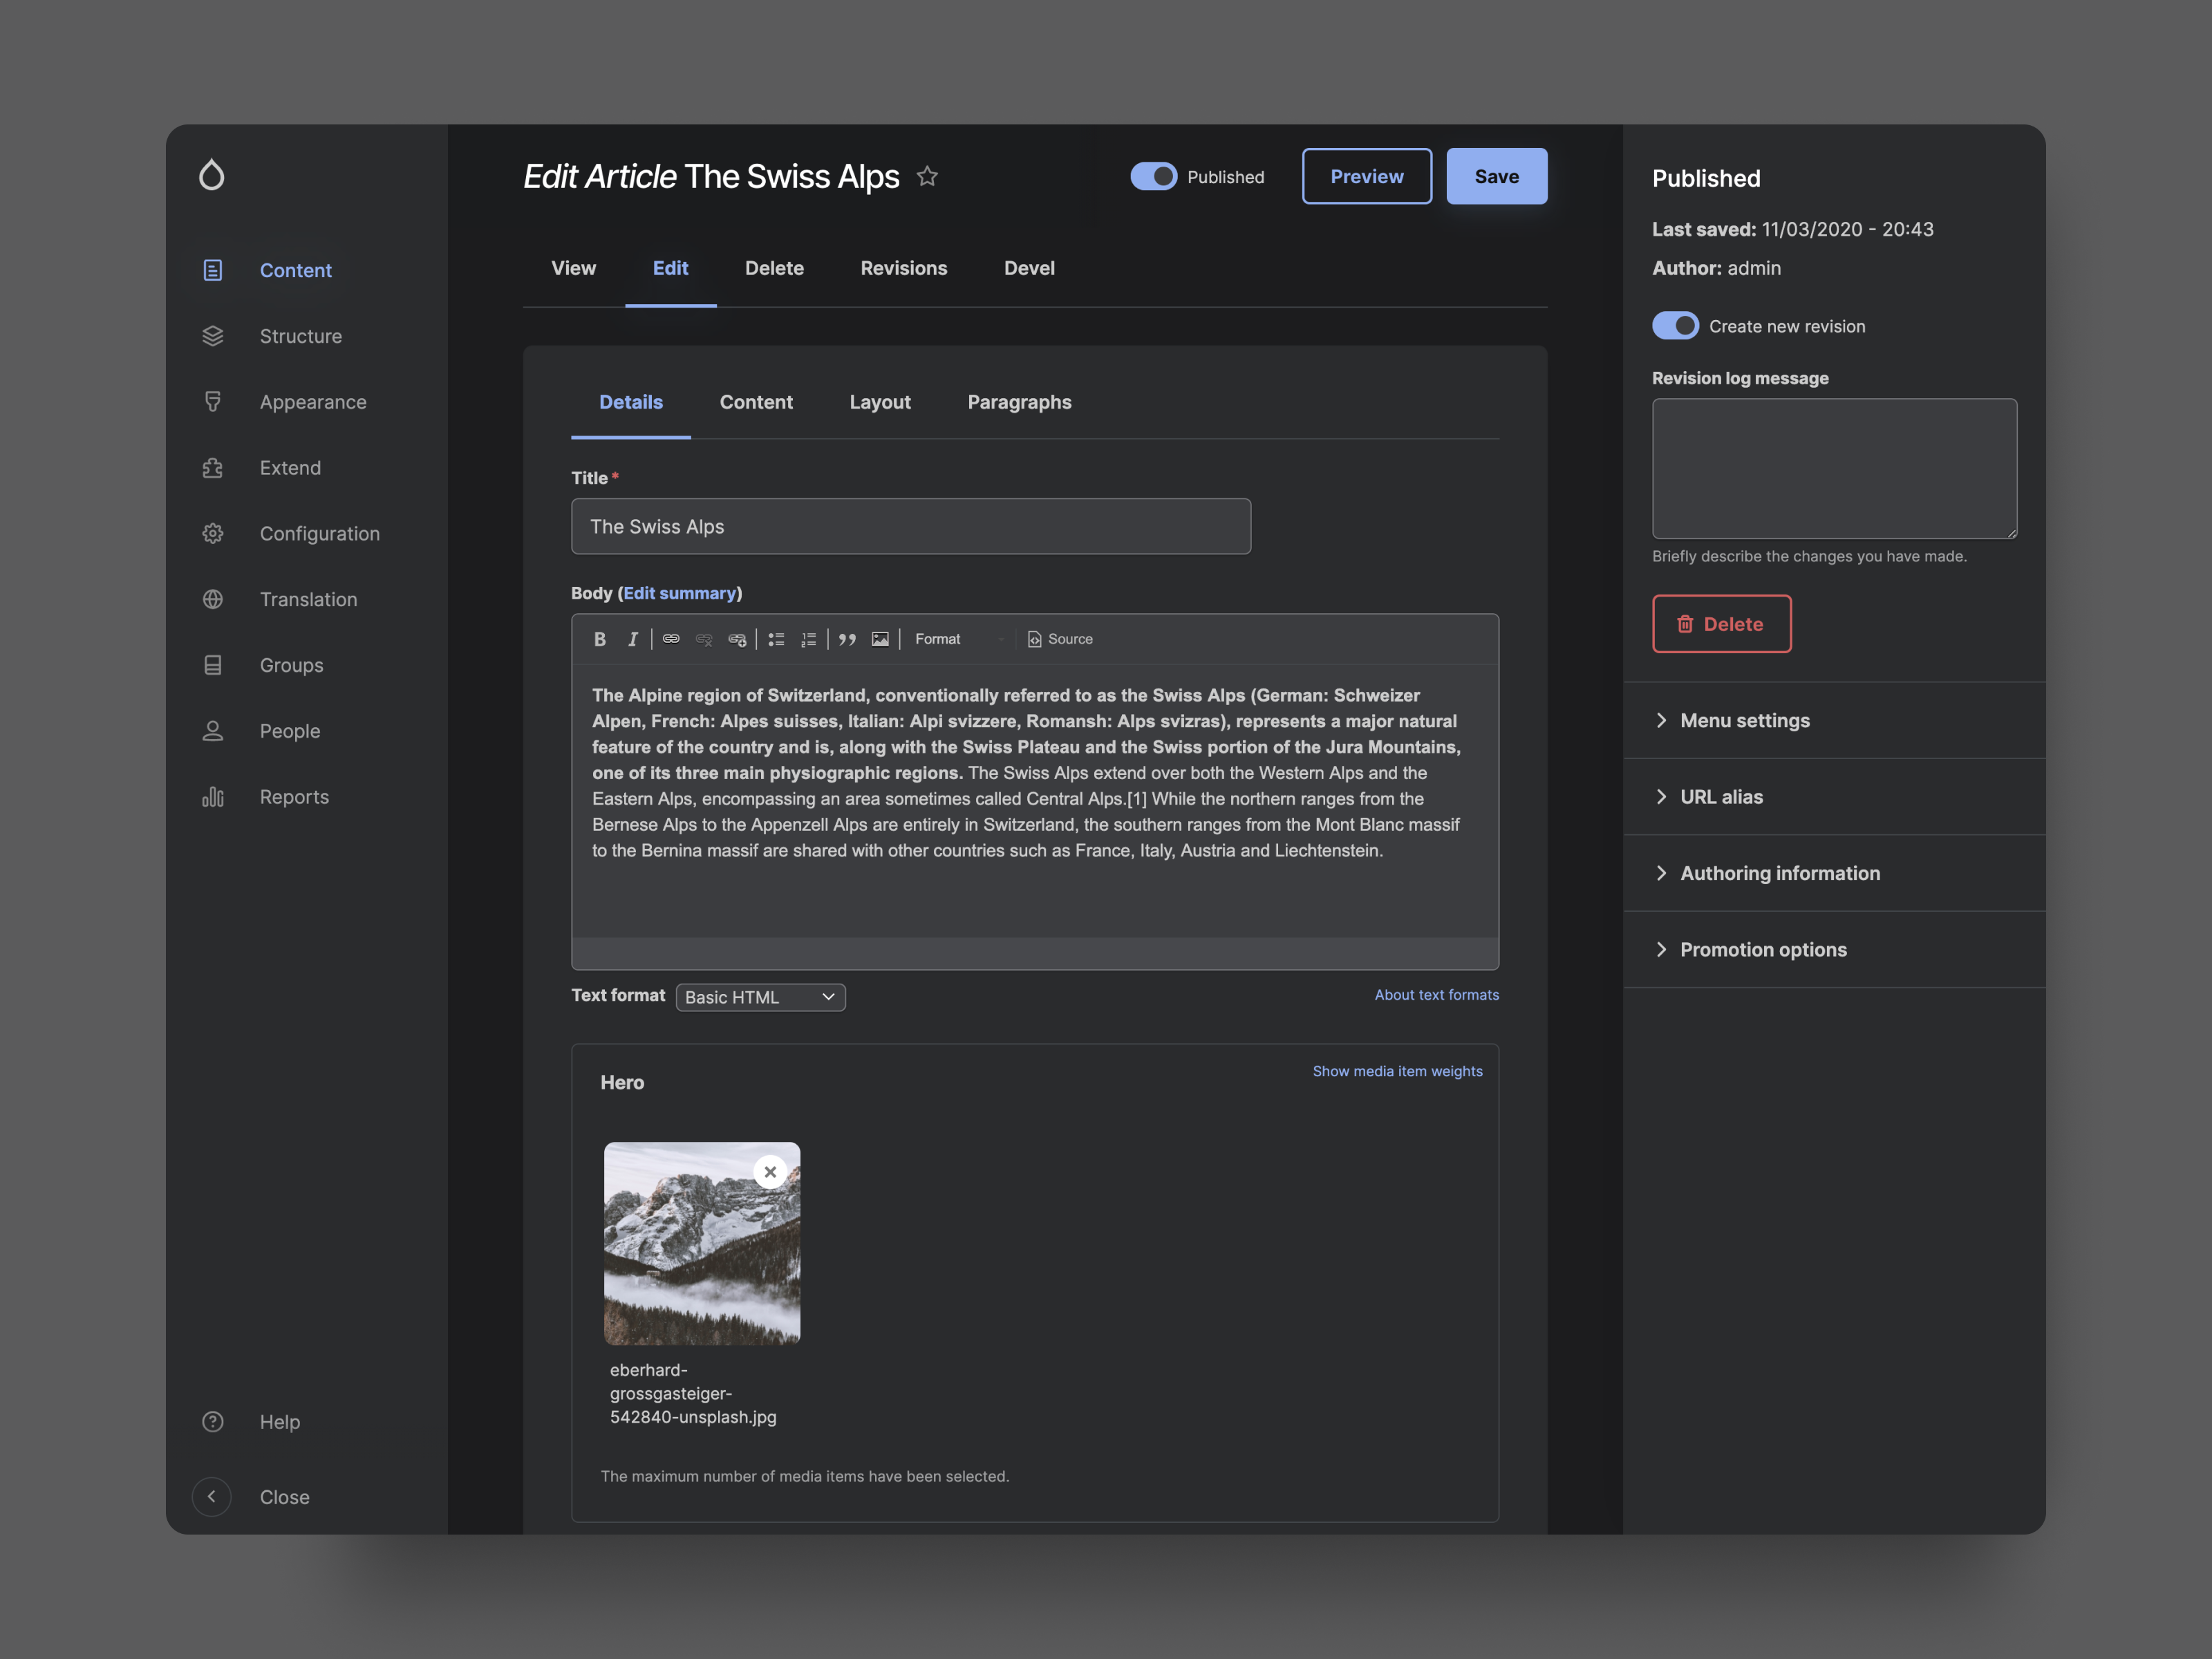 Edit Article The Swiss Alps
Published
Preview
Save
Content
Structure
Appearance
Extend
Configuration
Translation
Groups
People
Reports
Help
Close
View
Edit
Delete
Revisions
Devel
Details
Content
Layout
Paragraphs
Title *
The Swiss Alps
Body (Edit summary)
B I
Format
Source
The Alpine region of Switzerland, conventionally referred to as the Swiss Alps (German: Schweizer
Alpen, French: Alpes suisses, Italian: Alpi svizzere, Romansh: Alps svizras), represents a major natural
feature of the country and is, along with the Swiss Plateau and the Swiss portion of the Jura Mountains,
one of its three main physiographic regions. The Swiss Alps extend over both the Western Alps and the
Eastern Alps, encompassing an area sometimes called Central Alps.[1] While the northern ranges from the
Bernese Alps to the Appenzell Alps are entirely in Switzerland, the southern ranges from the Mont Blanc massif
to the Bernina massif are shared with other countries such as France, Italy, Austria and Liechtenstein.
Text format
Basic HTML
About text formats
Hero
Show media item weights
eberhard-
grossgasteiger-
542840-unsplash.jpg
The maximum number of media items have been selected.
Published
Last saved: 11/03/2020 - 20:43
Author: admin
Create new revision
Revision log message
Briefly describe the changes you have made.
Delete
Menu settings
URL alias
Authoring information
Promotion options